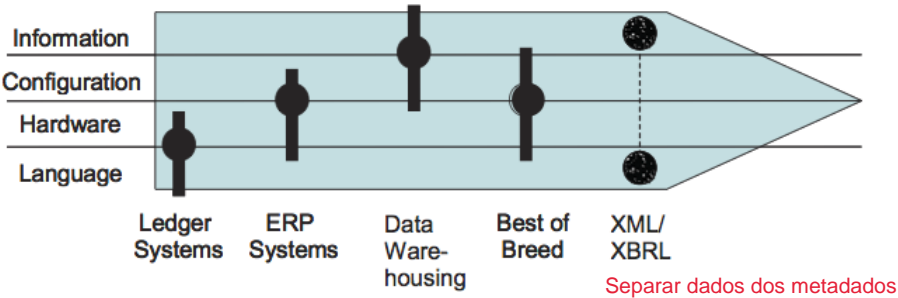 Information
Configuration
Hardware
Language
Ledger
Systems
ERP
Systems
Data
Ware-
housing
Best of
Breed
XML/
XBRL
Separar dados dos metadados